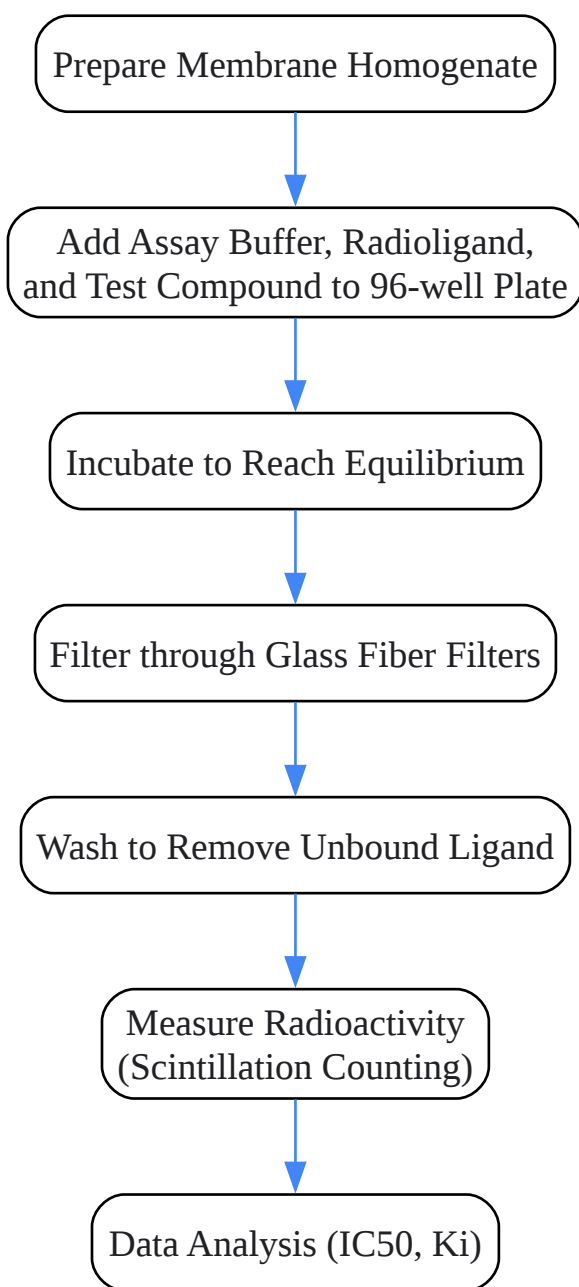 Prepare Membrane Homogenate
Add Assay Buffer, Radioligand,
and Test Compound to 96-well Plate
Incubate to Reach Equilibrium
Filter through Glass Fiber Filters
Wash to Remove Unbound Ligand
Measure Radioactivity
(Scintillation Counting)
Data Analysis (IC50, Ki)